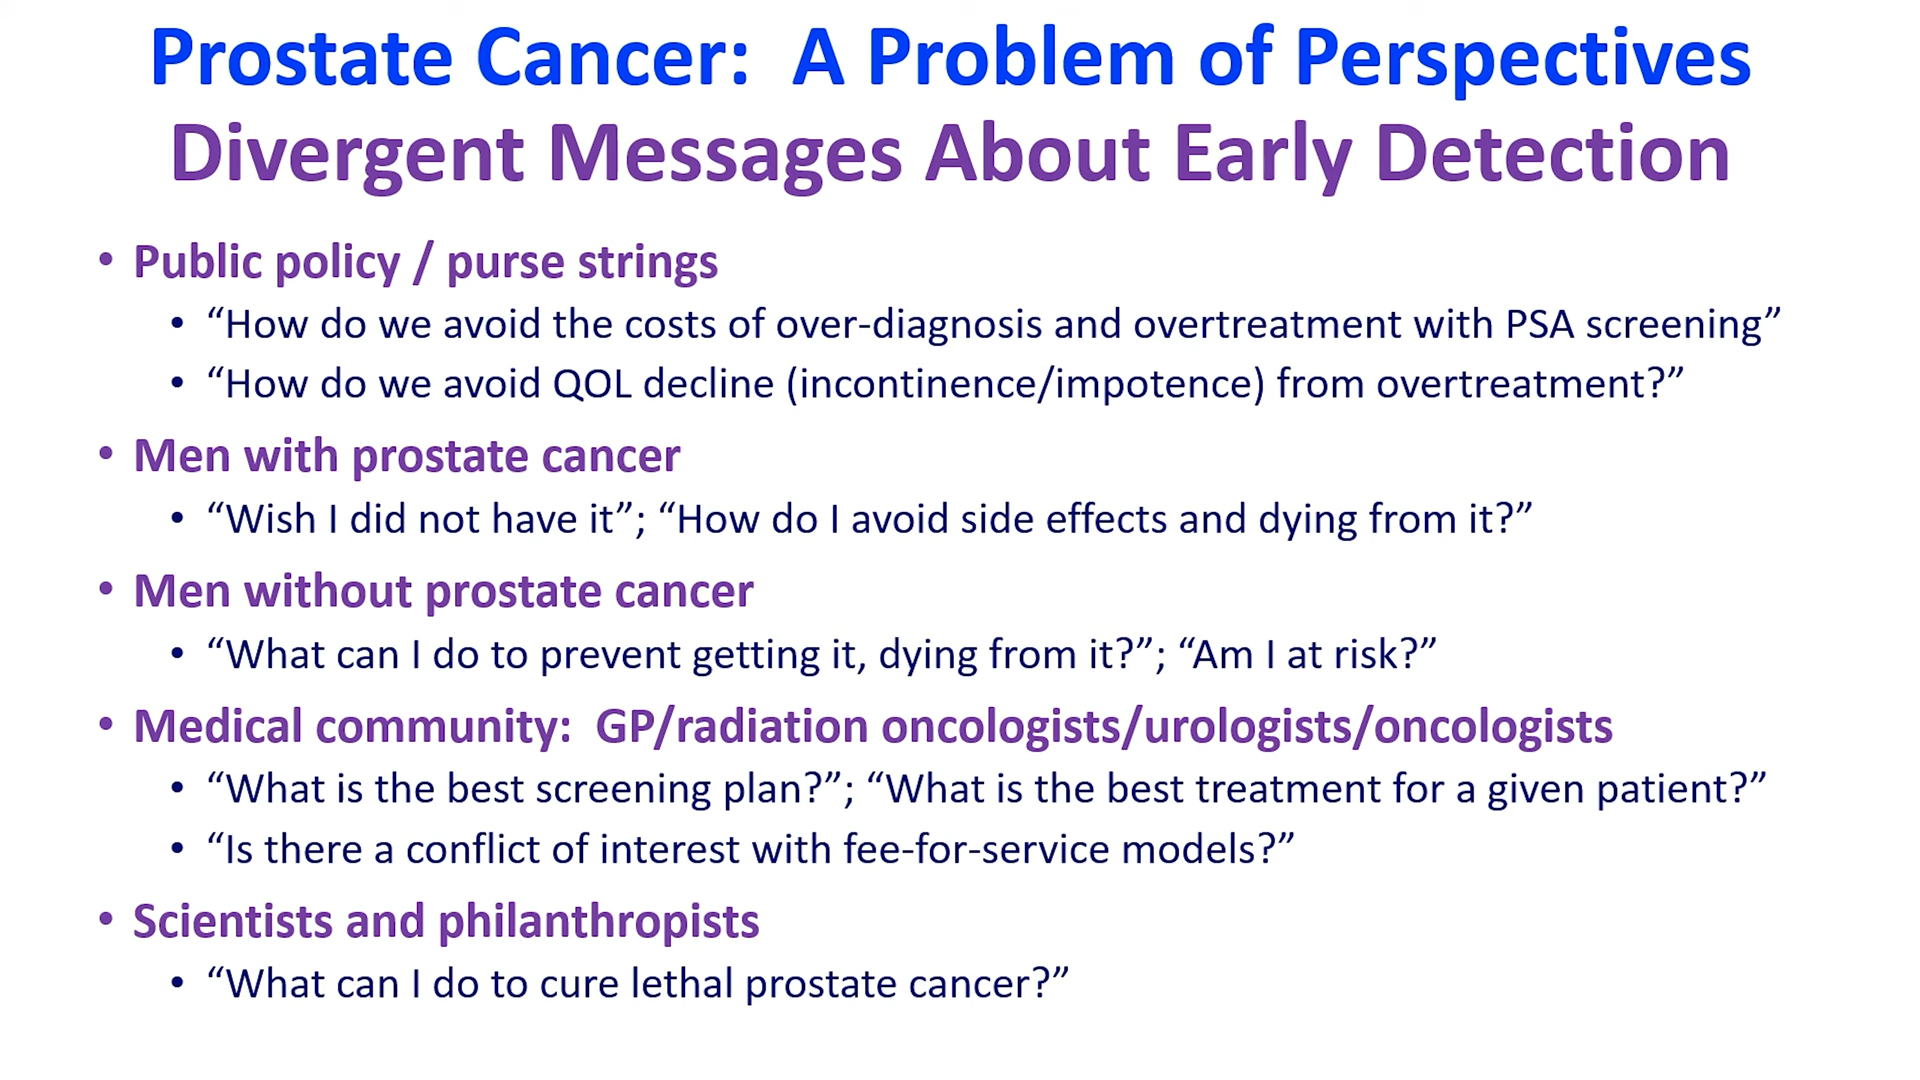 Prostate Cancer:  A Problem of Perspectives
Divergent Messages About Early Detection
• Public policy / purse strings
• “How do we avoid the costs of over-diagnosis and overtreatment with PSA screening”
• “How do we avoid QOL decline (incontinence/impotence) from overtreatment?”
• Men with prostate cancer
• “Wish I did not have it”; “How do I avoid side effects and dying from it?”
• Men without prostate cancer
• “What can I do to prevent getting it, dying from it?”; “Am I at risk?”
• Medical community:  GP/radiation oncologists/urologists/oncologists
• “What is the best screening plan?”; “What is the best treatment for a given patient?”
• “Is there a conflict of interest with fee-for-service models?”
• Scientists and philanthropists
• “What can I do to cure lethal prostate cancer?”